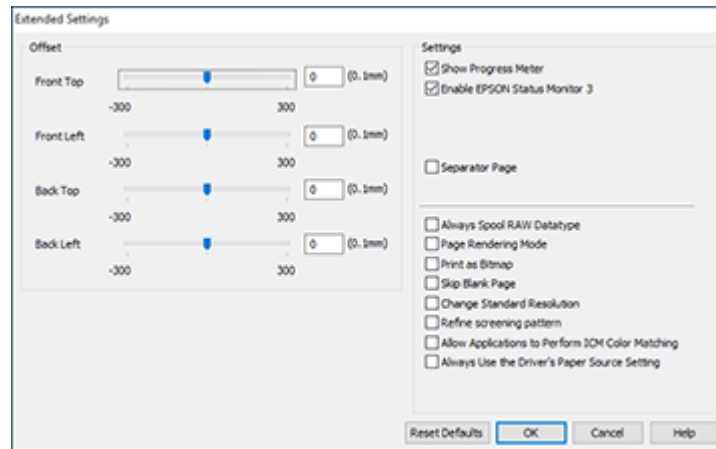 Extended Settings
Offset
Front Top
0
(0.1mm)
-300
300
Front Left
0
(0.1mm)
-300
300
Back Top
0
(0.1mm)
-300
300
Back Left
0
(0.1mm)
-300
300
Settings
Show Progress Meter
Enable EPSON Status Monitor 3
Separator Page
Always Spool RAW Datatype
Page Rendering Mode
Print as Bitmap
Skip Blank Page
Change Standard Resolution
Refine screening pattern
Allow Applications to Perform ICM Color Matching
Always Use the Driver's Paper Source Setting
Reset Defaults
OK
Cancel
Help